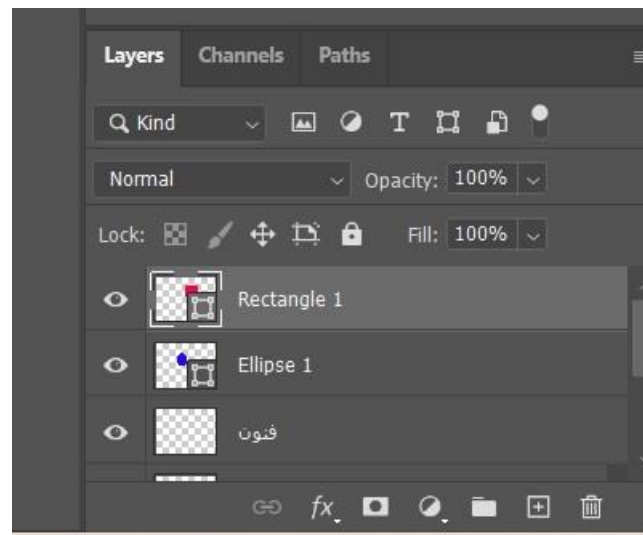 Layers Channels Paths
Kind
Normal Opacity: 100%
Lock: Fill: 100%
Rectangle 1
Ellipse 1
فنون
fx